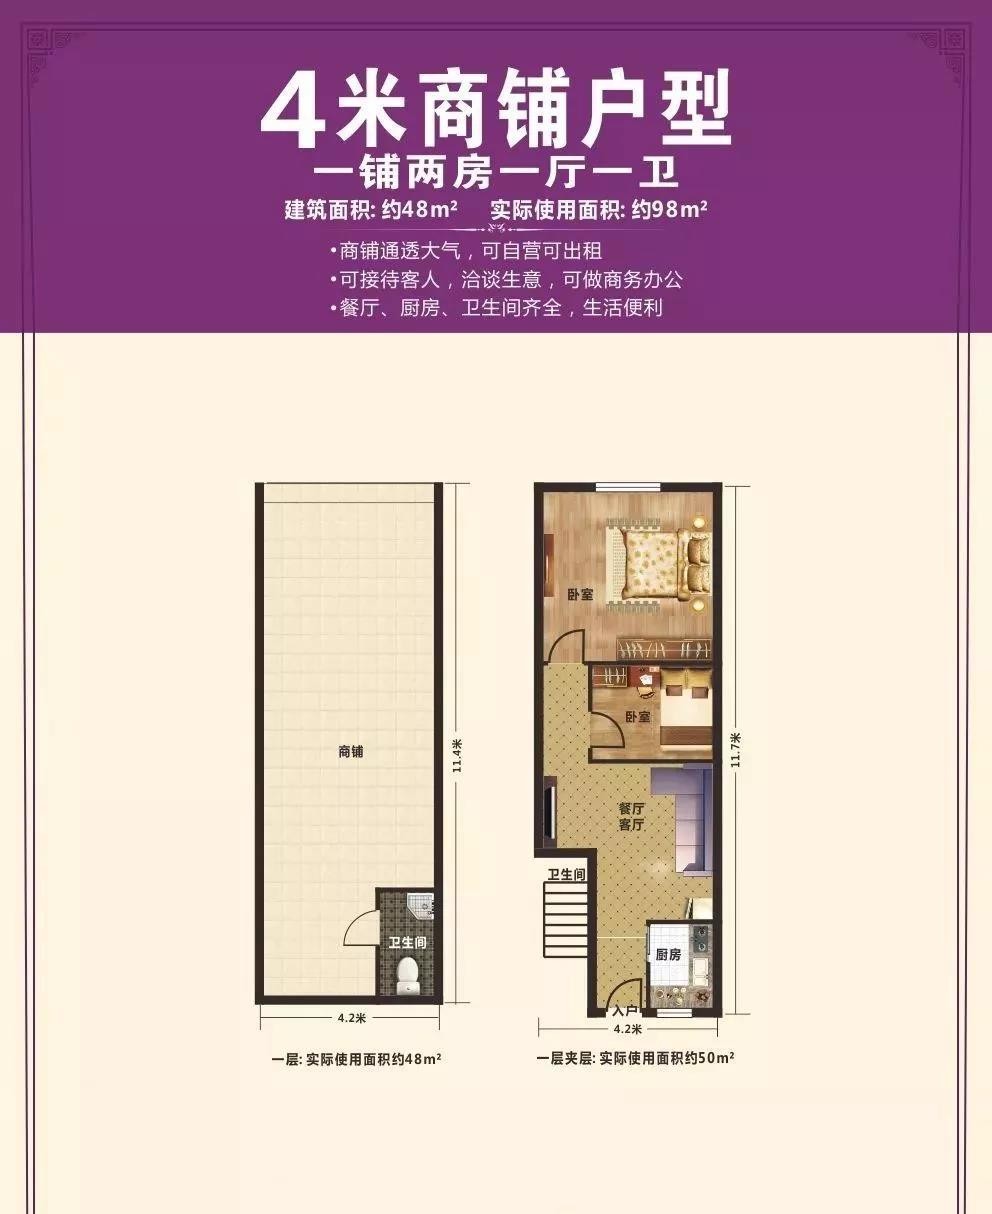 4米商铺户型
一铺两房一厅一卫
建筑面积: 约48m² 实际使用面积: 约98m²
•商铺通透大气，可自营可出租
•可接待客人，洽谈生意，可做商务办公
•餐厅、厨房、卫生间齐全，生活便利
商铺
卫生间
11.4米
4.2米
一层: 实际使用面积约48m²
卧室
卧室
餐厅
客厅
卫生间
厨房
入户
11.7米
4.2米
一层夹层: 实际使用面积约50m²